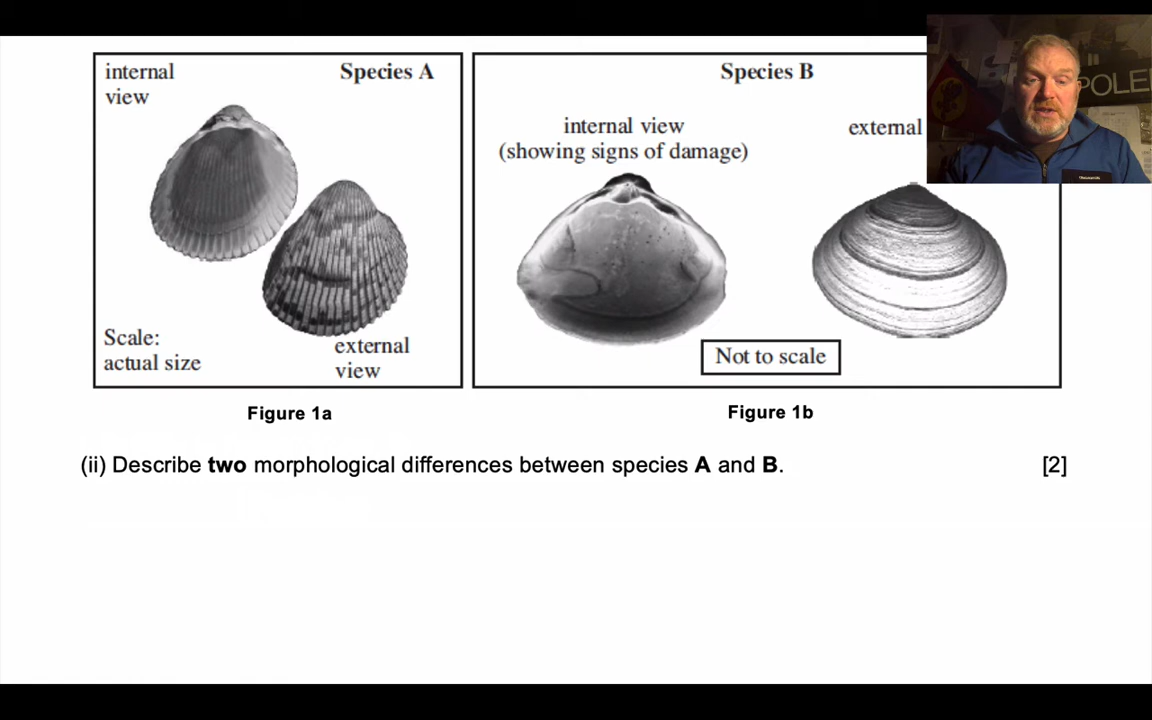 internal
view
Species A
Scale:
actual size
external
view
Species B
internal view
(showing signs of damage)
external
Not to scale
POLE
Figure 1a
Figure 1b
(ii) Describe two morphological differences between species A and B.
[2]